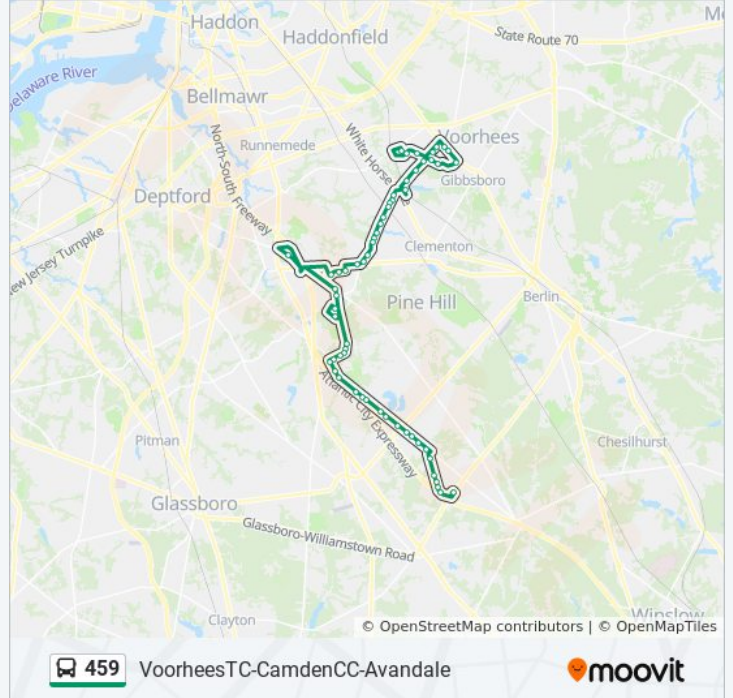 Haddon
Me
Haddonfield
State Route 70
Delaware River
Bellmawr
White Horse
Voorhees
Runnemede
North-South Freeway
Gibbsboro
Deptford
New Jersey Turnpike
Clementon
Pine Hill
Berlin
Atlantic City Expressway
Pitman
Chesilhurst
Glassboro
Glassboro-Williamstown Road
Clayton
Winslow
© OpenStreetMap contributors | © OpenMapTiles
459 VoorheesTC-CamdenCC-Avandale
moovit